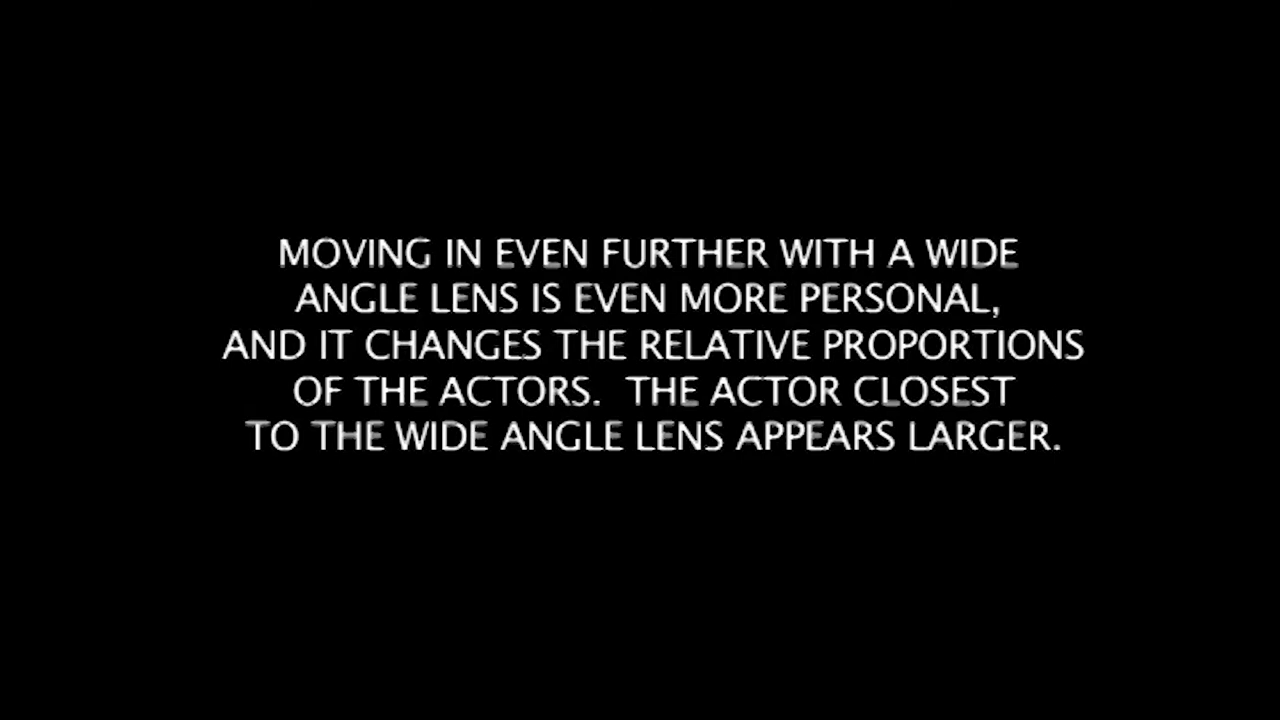 MOVING IN EVEN FURTHER WITH A WIDE
ANGLE LENS IS EVEN MORE PERSONAL,
AND IT CHANGES THE RELATIVE PROPORTIONS
OF THE ACTORS.  THE ACTOR CLOSEST
TO THE WIDE ANGLE LENS APPEARS LARGER.